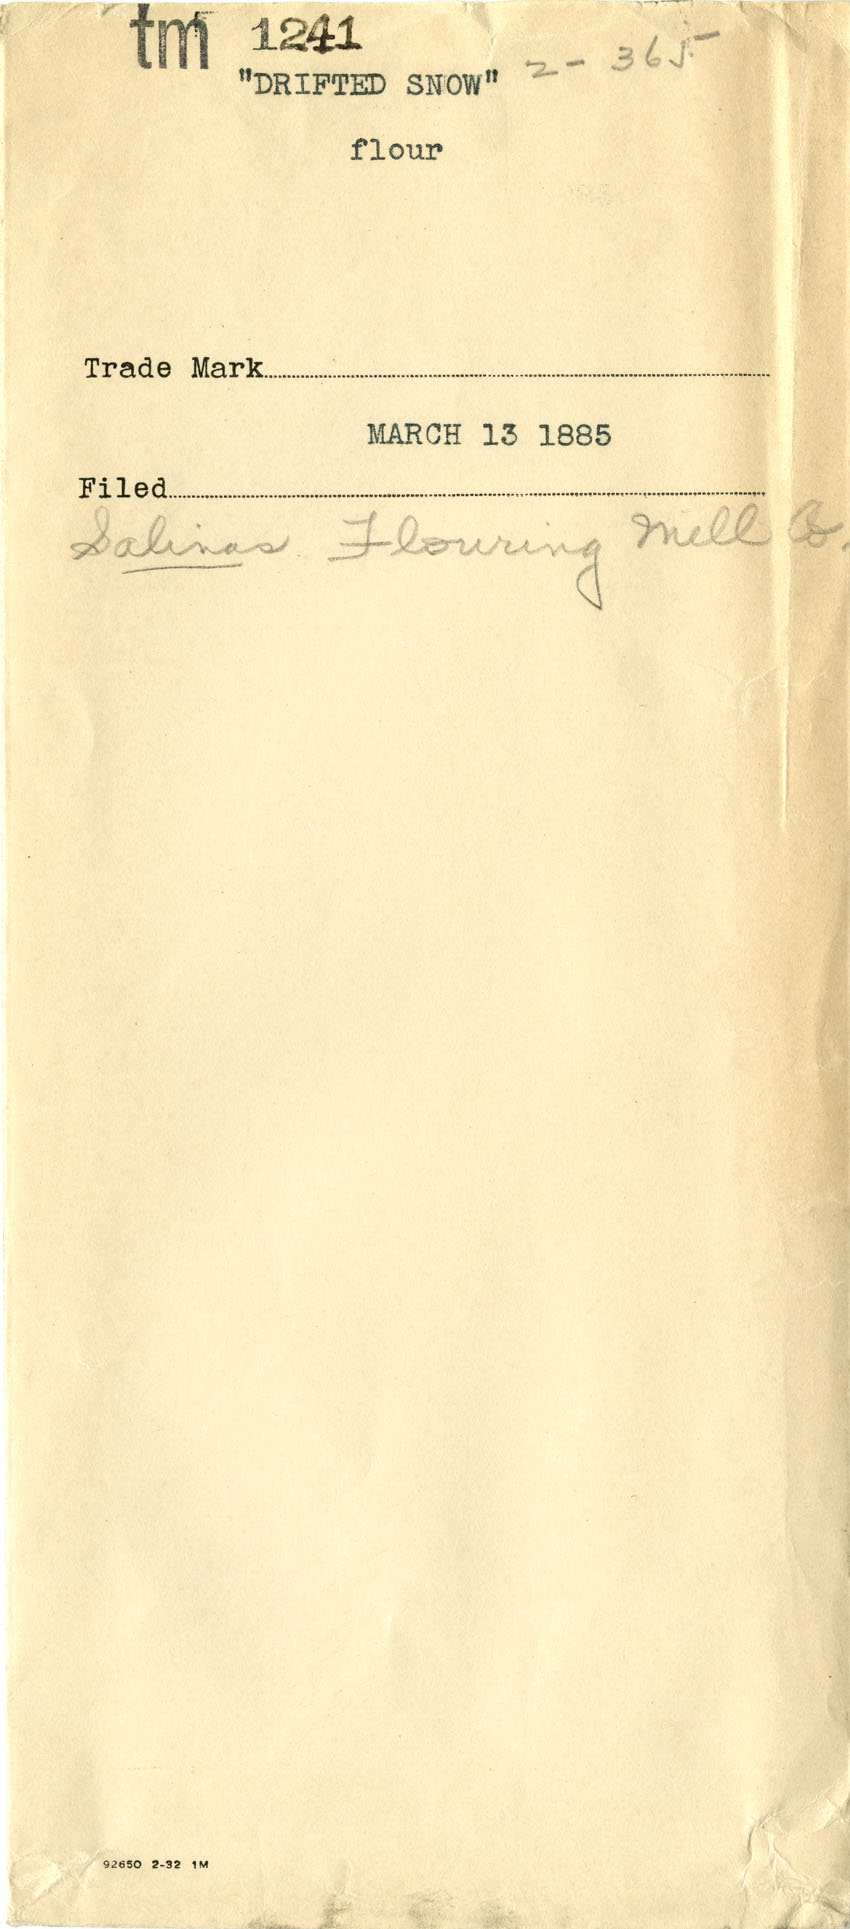 tm 1241
"DRIFTED SNOW" 2-365
flour
Trade Mark
MARCH 13 1885
Filed
Salinas Flouring Mill Co.
92650 2-32 1M